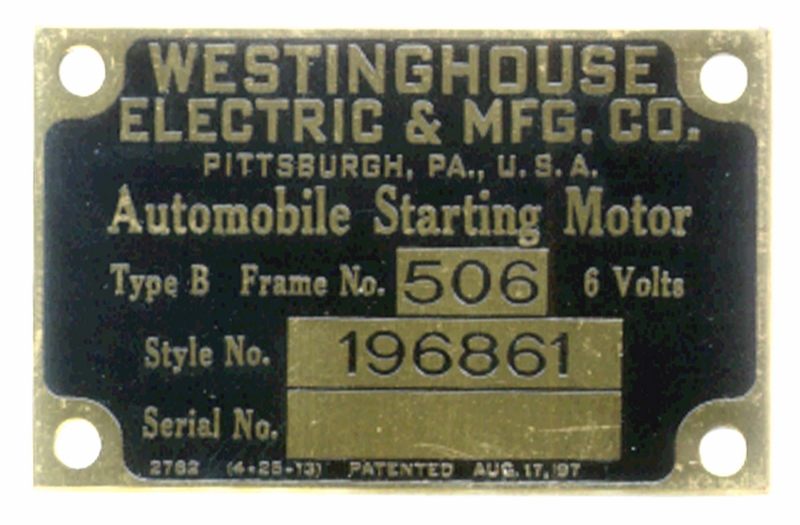 WESTINGHOUSE
ELECTRIC & MFG. CO.
PITTSBURGH, PA., U.S.A.
Automobile Starting Motor
Type B Frame No. 506 6 Volts
Style No. 196861
Serial No.
2762 (4-25-13) PATENTED AUG. 17, '97